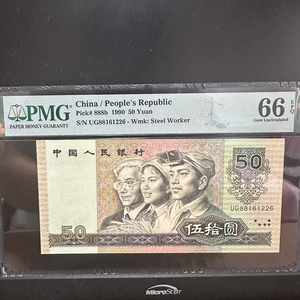 PMG
PAPER MONEY GUARANTY
China / People's Republic
Pick# 888b 1990 50 Yuan
S/N UG88161226 - Wmk: Steel Worker
66 EPQ
Gem Uncirculated
中国人民银行
50
UG88161226
50
伍拾圆
MicroStar